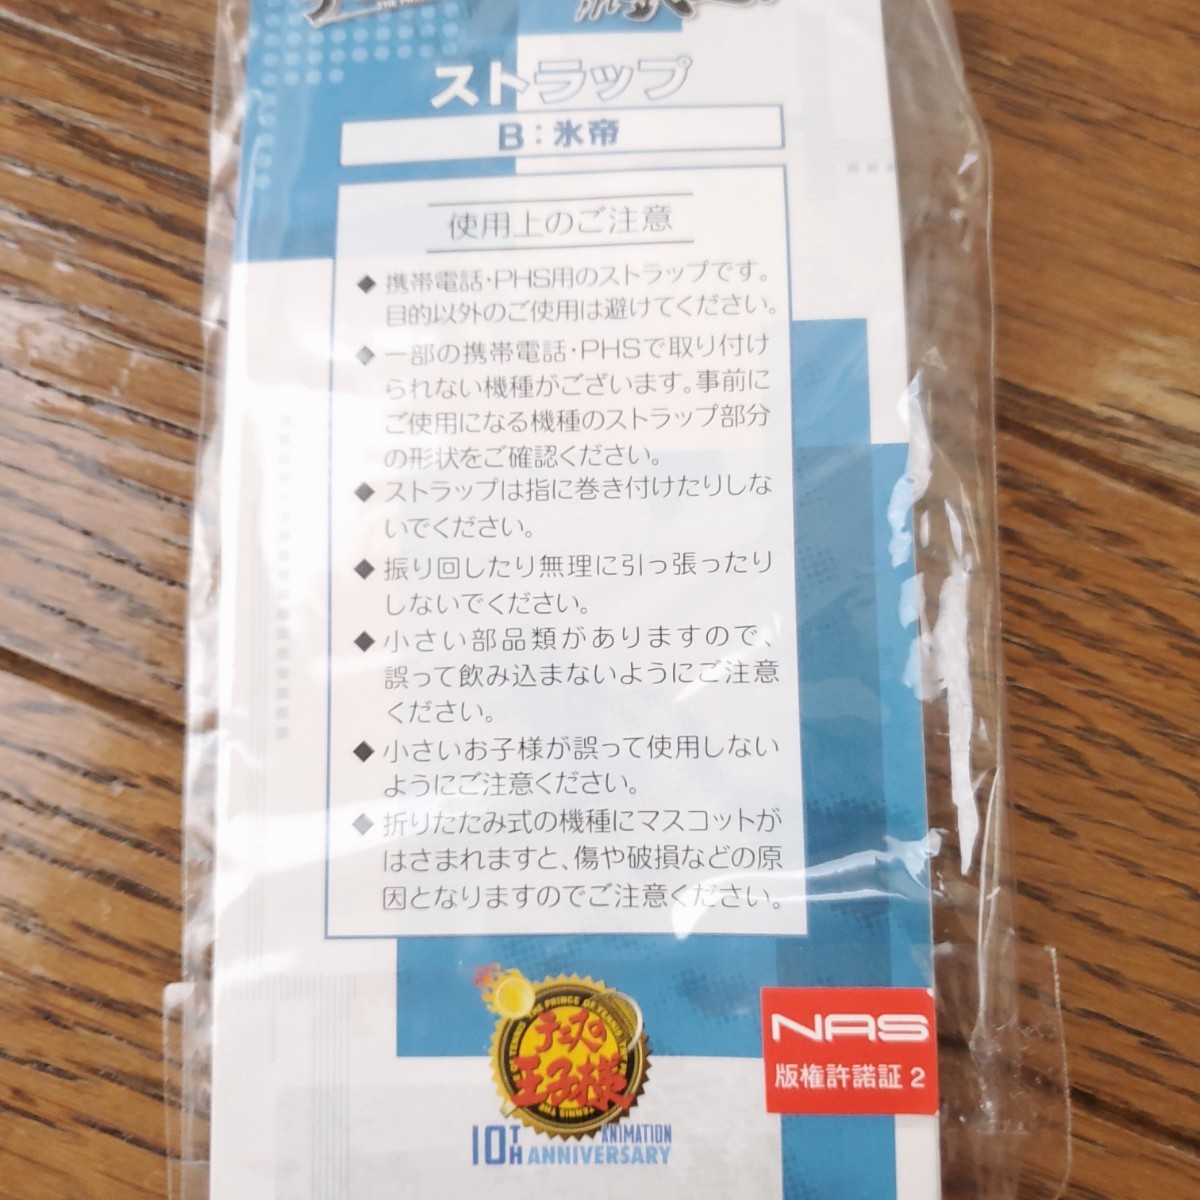 ストラップ
B：氷帝
使用上のご注意
◆ 携帯電話・PHS用のストラップです。
目的以外のご使用は避けてください。
◆ 一部の携帯電話・PHSで取り付け
られない機種がございます。事前に
ご使用になる機種のストラップ部分
の形状をご確認ください。
◆ ストラップは指に巻き付けたりしな
いでください。
◆ 振り回したり無理に引っ張ったり
しないでください。
◆ 小さい部品類がありますので、
誤って飲み込まないようにご注意
ください。
◆ 小さいお子様が誤って使用しない
ようにご注意ください。
◆ 折りたたみ式の機種にマスコットが
はさまれますと、傷や破損などの原
因となりますのでご注意ください。
テニスの
王子様
10TH ANIMATION
ANNIVERSARY
NAS
版権許諾証 2